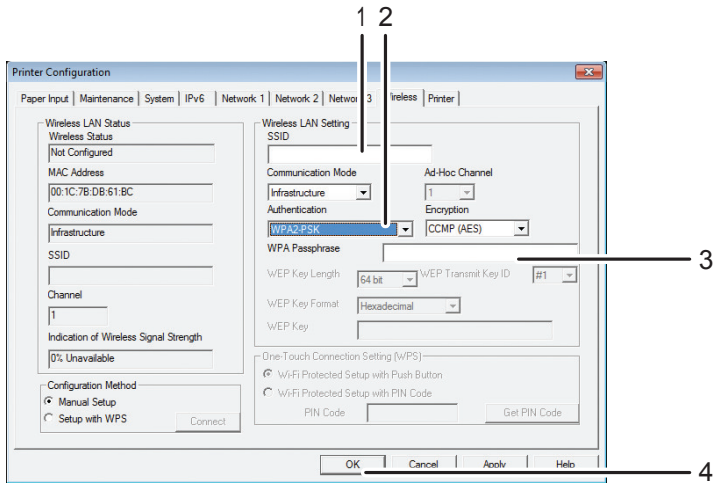 1 2
Printer Configuration
Paper Input Maintenance System IPv6 Network 1 Network 2 Network 3 Wireless Printer
Wireless LAN Status
Wireless Status
Not Configured
MAC Address
00:1C:7B:DB:61:BC
Communication Mode
Infrastructure
SSID
Channel
1
Indication of Wireless Signal Strength
0% Unavailable
Configuration Method
Manual Setup
Setup with WPS
Connect
Wireless LAN Setting
SSID
Communication Mode Ad-Hoc Channel
Infrastructure 1
Authentication Encryption
WPA2-PSK CCMP (AES)
WPA Passphrase
3
WEP Key Length 64 bit WEP Transmit Key ID #1
WEP Key Format Hexadecimal
WEP Key
One-Touch Connection Setting (WPS)
Wi-Fi Protected Setup with Push Button
Wi-Fi Protected Setup with PIN Code
PIN Code Get PIN Code
OK Cancel Apply Help
4